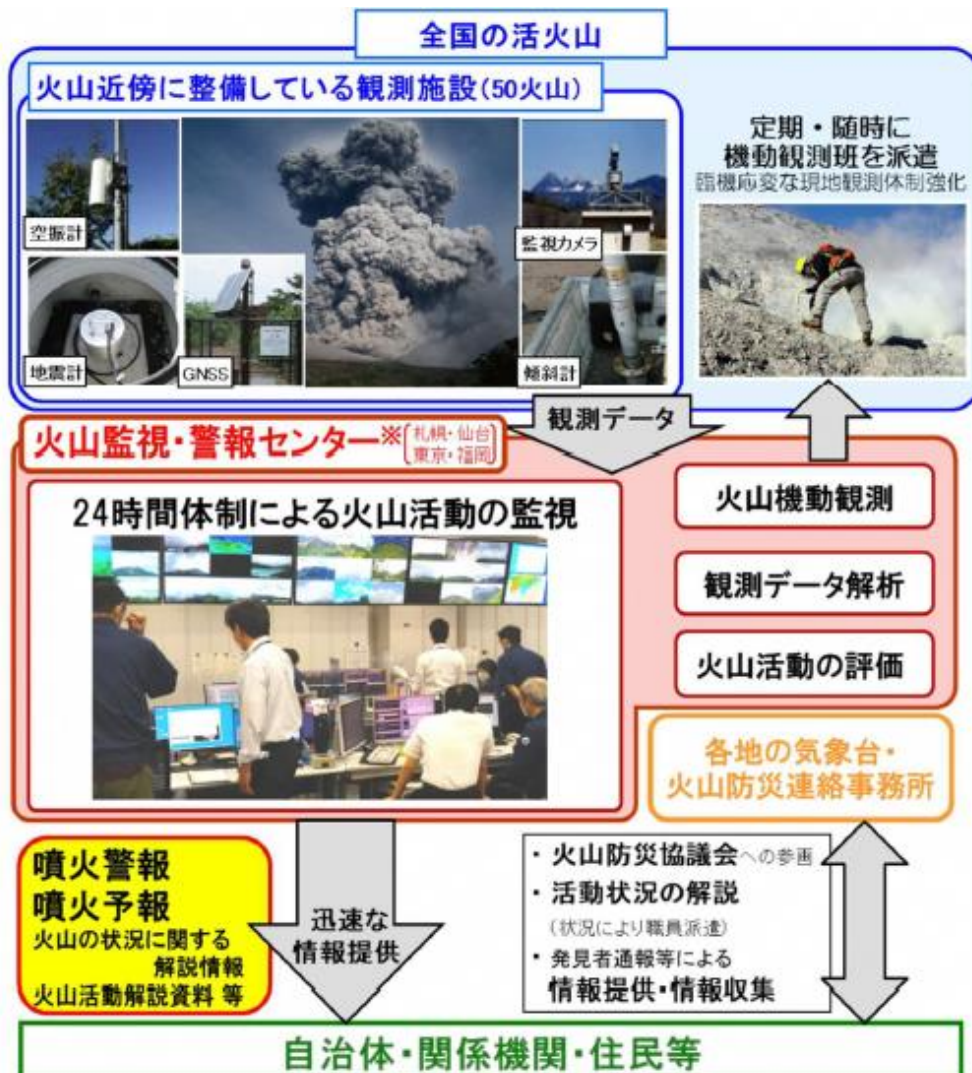 全国の活火山
火山近傍に整備している観測施設(50火山)
空振計
地震計
GNSS
監視カメラ
傾斜計
定期・随時に
機動観測班を派遣
臨機応変な現地観測体制強化
観測データ
火山監視・警報センター※
札幌・仙台
東京・福岡
24時間体制による火山活動の監視
火山機動観測
観測データ解析
火山活動の評価
各地の気象台・
火山防災連絡事務所
噴火警報
噴火予報
火山の状況に関する
解説情報
火山活動解説資料 等
迅速な
情報提供
・火山防災協議会への参画
・活動状況の解説
(状況により職員派遣)
・発見者通報等による
情報提供・情報収集
自治体・関係機関・住民等